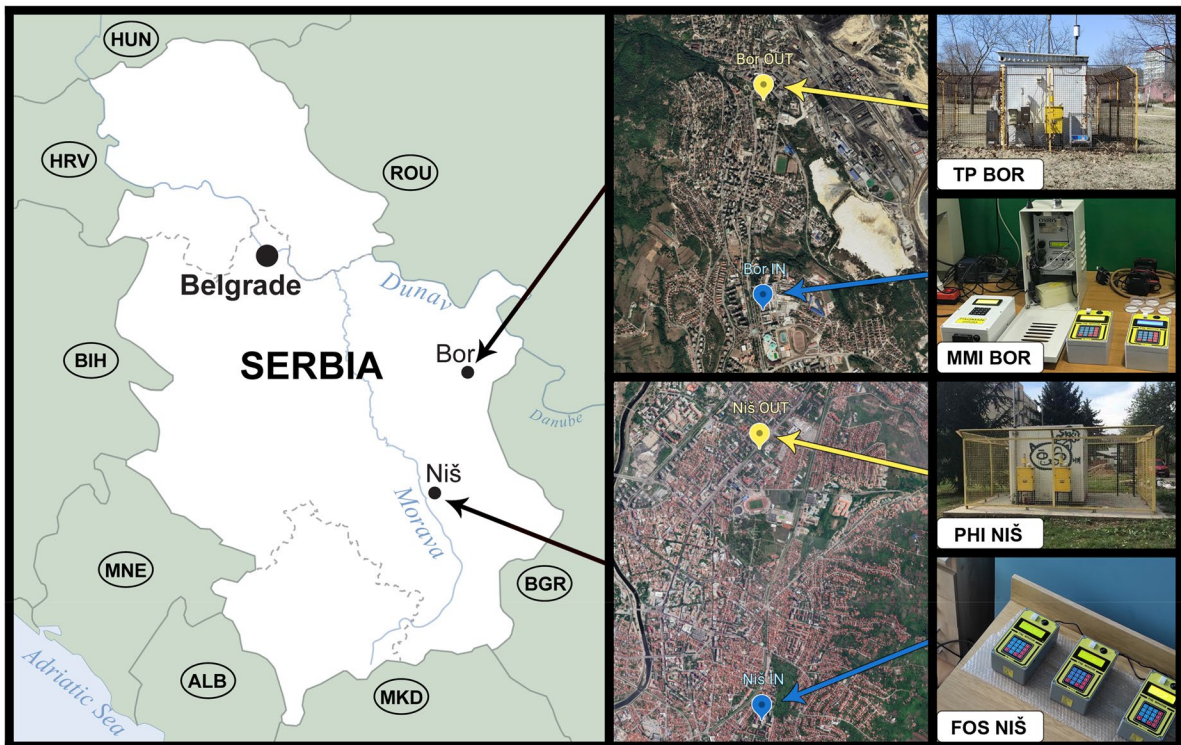 HUN
HRV
ROU
Belgrade
Dunav
BIH
SERBIA
Bor
Danube
Niš
Morava
MNE
BGR
Adriatic Sea
ALB
MKD
Bor OUT
Bor IN
Niš OUT
Niš IN
TP BOR
MMI BOR
PHI NIŠ
FOS NIŠ